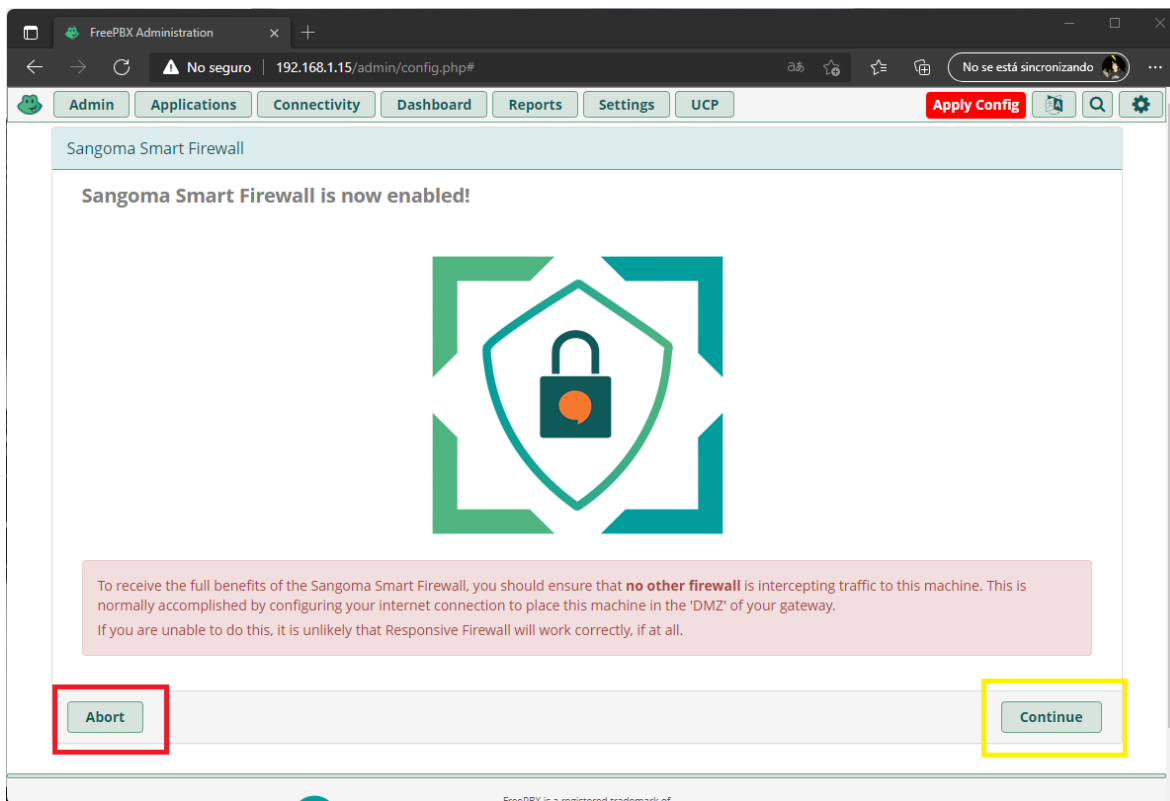 FreePBX Administration
No seguro
192.168.1.15/admin/config.php#
No se está sincronizando
Admin
Applications
Connectivity
Dashboard
Reports
Settings
UCP
Apply Config
Sangoma Smart Firewall
Sangoma Smart Firewall is now enabled!
To receive the full benefits of the Sangoma Smart Firewall, you should ensure that no other firewall is intercepting traffic to this machine. This is
normally accomplished by configuring your internet connection to place this machine in the 'DMZ' of your gateway.
If you are unable to do this, it is unlikely that Responsive Firewall will work correctly, if at all.
Abort
Continue
FreePBX is a registered trademark of